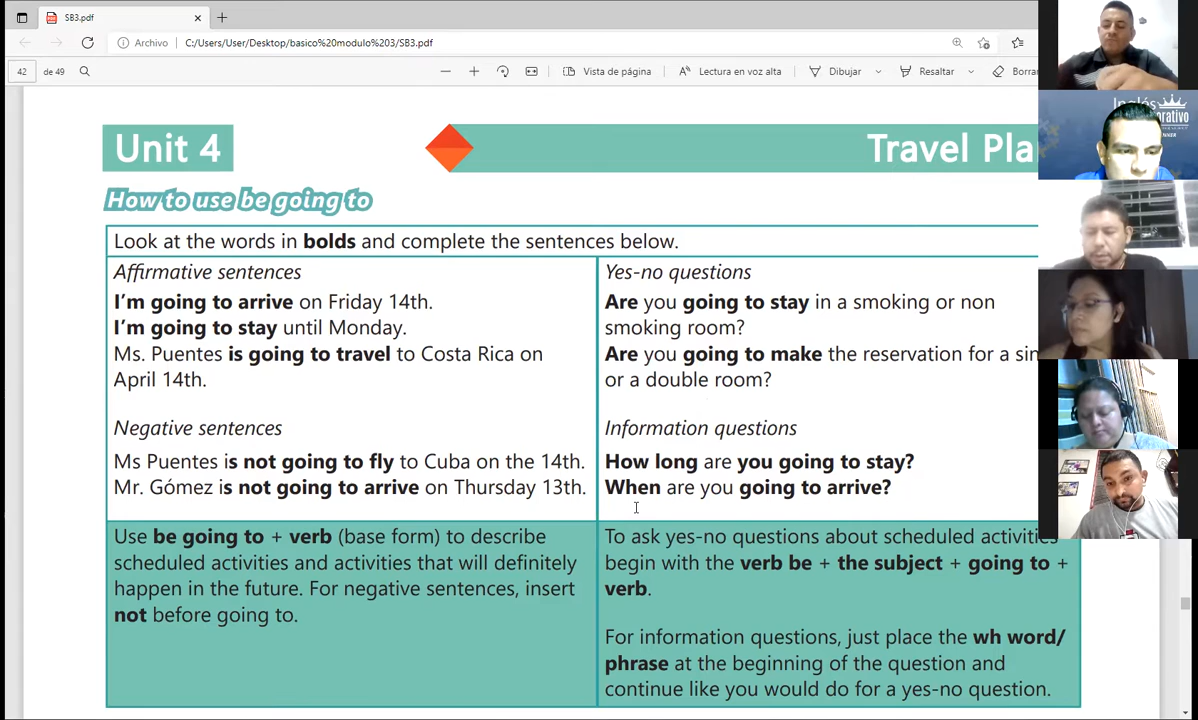 SB3.pdf
Archivo
C:/Users/User/Desktop/basico%20modulo%203/SB3.pdf
42 de 49
Vista de página
Lectura en voz alta
Dibujar
Resaltar
Borrar
Inglés
Unit 4
Travel Pla
How to use be going to
Look at the words in bolds and complete the sentences below.
Affirmative sentences
I'm going to arrive on Friday 14th.
I'm going to stay until Monday.
Ms. Puentes is going to travel to Costa Rica on
April 14th.
Negative sentences
Ms Puentes is not going to fly to Cuba on the 14th.
Mr. Gómez is not going to arrive on Thursday 13th.
Yes-no questions
Are you going to stay in a smoking or non
smoking room?
Are you going to make the reservation for a sin
or a double room?
Information questions
How long are you going to stay?
When are you going to arrive?
Use be going to + verb (base form) to describe
scheduled activities and activities that will definitely
happen in the future. For negative sentences, insert
not before going to.
To ask yes-no questions about scheduled activities
begin with the verb be + the subject + going to +
verb.
For information questions, just place the wh word/
phrase at the beginning of the question and
continue like you would do for a yes-no question.